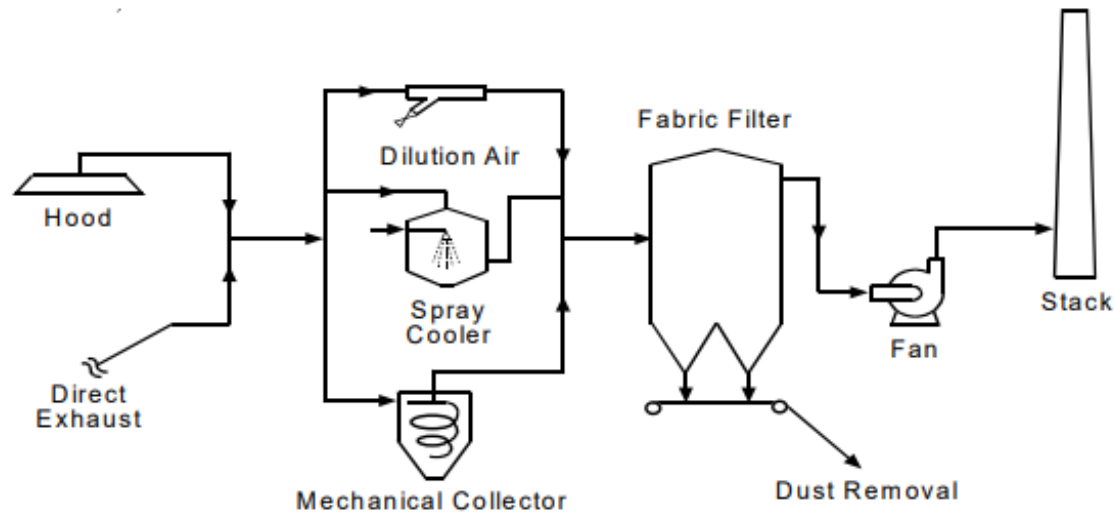 Fabric Filter
Dilution Air
Hood
Spray
Cooler
Stack
Fan
Direct
Exhaust
Mechanical Collector
Dust Removal